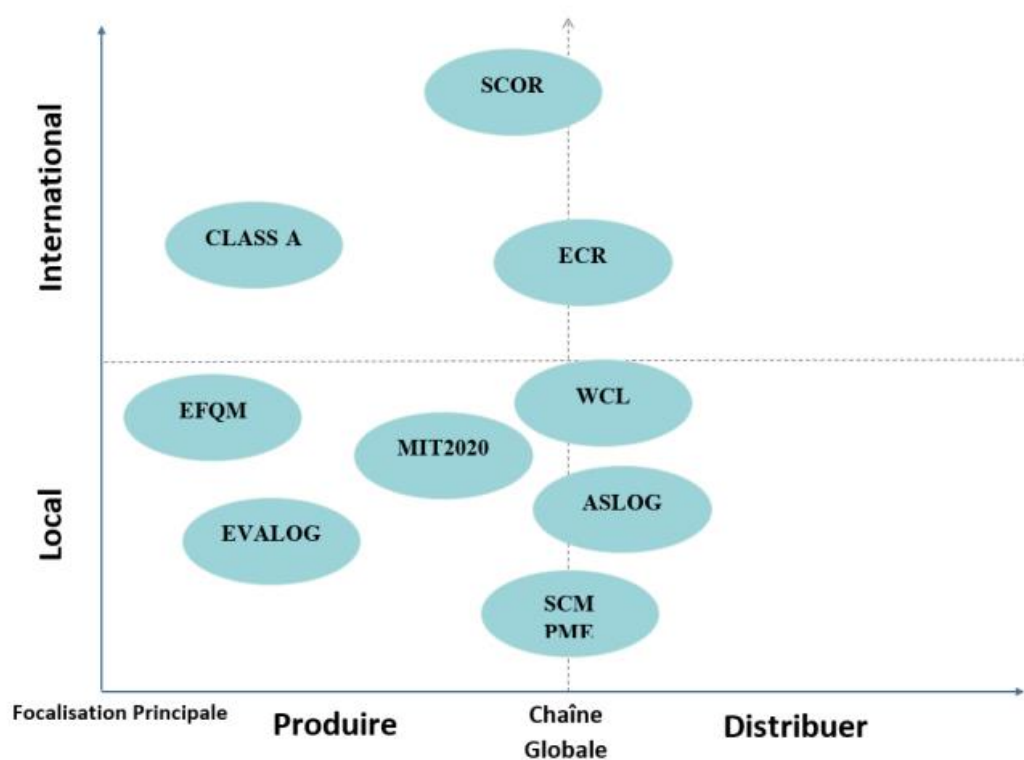 International
SCOR
CLASS A
ECR
Local
WCL
EFQM
MIT2020
ASLOG
EVALOG
SCM
PME
Focalisation Principale
Produire
Chaîne
Globale
Distribuer